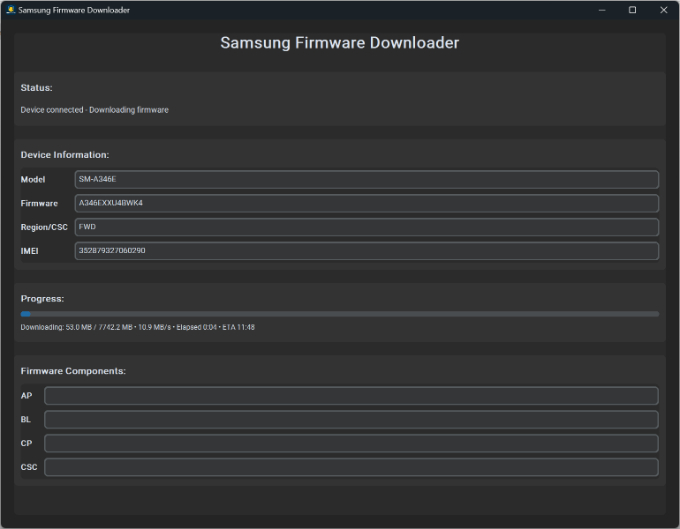 Samsung Firmware Downloader
Samsung Firmware Downloader
Status:
Device connected - Downloading firmware
Device Information:
Model SM-A346E
Firmware A346EXXU4BWK4
Region/CSC FWD
IMEI 352879327060290
Progress:
Downloading: 53.0 MB / 7742.2 MB • 10.9 MB/s • Elapsed 0:04 • ETA 11:48
Firmware Components:
AP
BL
CP
CSC